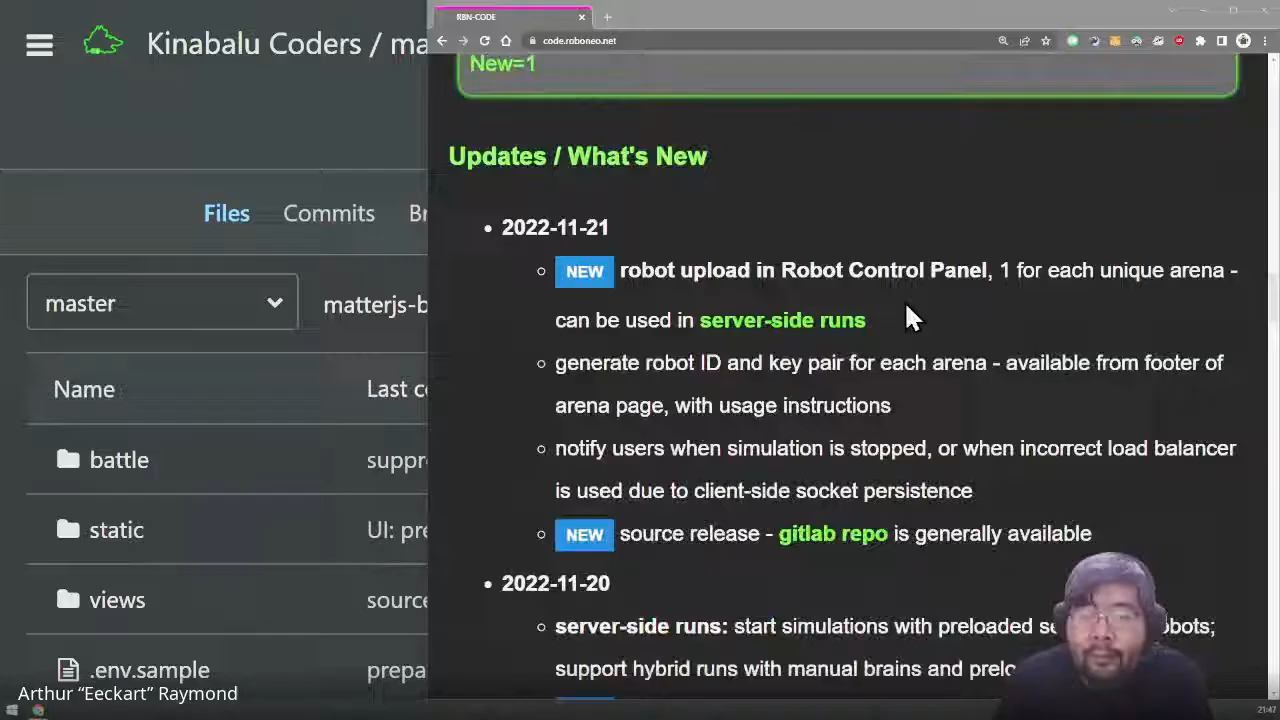 Kinabalu Coders / ma
Files
Commits
Br
master
matterjs-b
Name
Last c
battle
suppr
static
UI: pre
views
source
.env.sample
prepa
Arthur “Eeckart” Raymond
RBN-CODE
code.roboneo.net
New=1
Updates / What's New
2022-11-21
NEW robot upload in Robot Control Panel, 1 for each unique arena -
can be used in server-side runs
generate robot ID and key pair for each arena - available from footer of
arena page, with usage instructions
notify users when simulation is stopped, or when incorrect load balancer
is used due to client-side socket persistence
NEW source release - gitlab repo is generally available
2022-11-20
server-side runs: start simulations with preloaded se bots;
support hybrid runs with manual brains and prelo
21:47